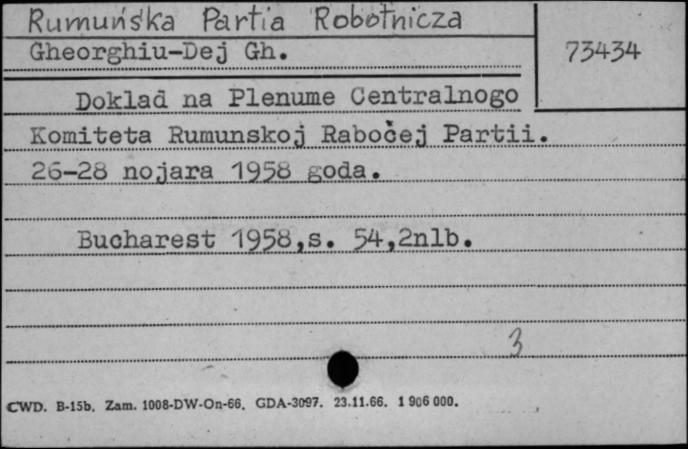 Rumuńska Partia Robotnicza
Gheorghiu-Dej Gh.
73434
Doklad na Plenume Centralnogo
Komiteta Rumunskoj Rabočej Partii.
26-28 nojara 1958 goda.
Bucharest 1958,s. 54,2nlb.
3
CWD. B-15b. Zam. 1008-DW-On-66. GDA-3097. 23.11.66. 1 906 000.